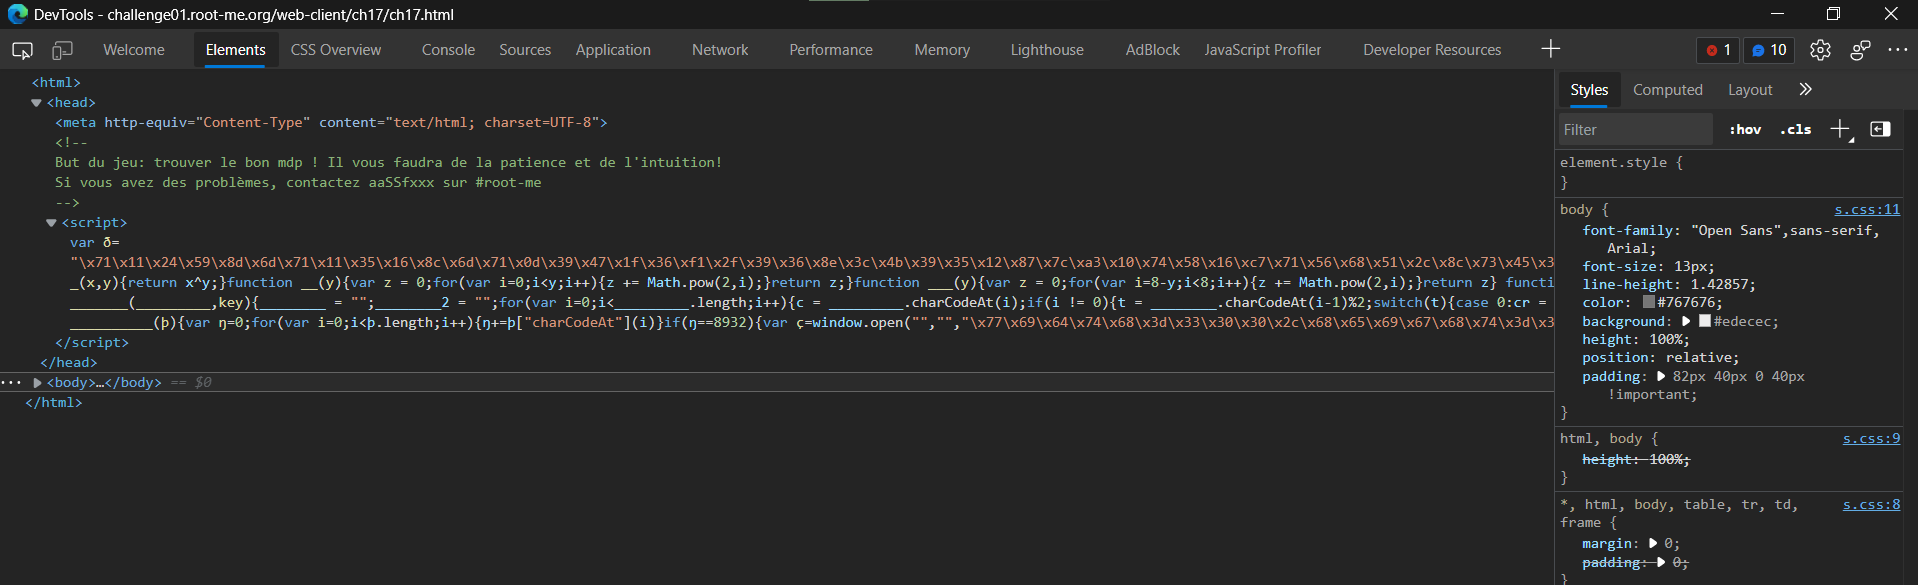 DevTools - challenge01.root-me.org/web-client/ch17/ch17.html
Welcome Elements CSS Overview Console Sources Application Network Performance Memory Lighthouse AdBlock JavaScript Profiler Developer Resources 1 10
<html>
<head>
<meta http-equiv="Content-Type" content="text/html; charset=UTF-8">
<!--
But du jeu: trouver le bon mdp ! Il vous faudra de la patience et de l'intuition!
Si vous avez des problèmes, contactez aaSSfxxx sur #root-me
-->
<script>
var ð=
"\x71\x11\x24\x59\x8d\x6d\x71\x11\x35\x16\x8c\x6d\x71\x0d\x39\x47\x1f\x36\xf1\x2f\x39\x36\x8e\x3c\x4b\x39\x35\x12\x87\x7c\xa3\x10\x74\x58\x16\xc7\x71\x56\x68\x51\x2c\x8c\x73\x45\x3
_(x,y){return x^y;}function __(y){var z = 0;for(var i=0;i<y;i++){z += Math.pow(2,i);}return z;}function ___(y){var z = 0;for(var i=8-y;i<8;i++){z += Math.pow(2,i);}return z} functi
_______(_________,key){________ = "";________2 = "";for(var i=0;i<_________.length;i++){c = _________.charCodeAt(i);if(i != 0){t = ________.charCodeAt(i-1)%2;switch(t){case 0:cr =
__________(þ){var ŋ=0;for(var i=0;i<þ.length;i++){ŋ+=þ["charCodeAt"](i)}if(ŋ==8932){var ç=window.open("","","\x77\x69\x64\x74\x68\x3d\x33\x30\x30\x2c\x68\x65\x69\x67\x68\x74\x3d\x3
</script>
</head>
<body>…</body> == $0
</html>
Styles Computed Layout
Filter :hov .cls
element.style {
}
body { s.css:11
font-family: "Open Sans",sans-serif,
Arial;
font-size: 13px;
line-height: 1.42857;
color: #767676;
background: #edecec;
height: 100%;
position: relative;
padding: 82px 40px 0 40px
!important;
}
html, body { s.css:9
height: 100%;
}
*, html, body, table, tr, td, s.css:8
frame {
margin: 0;
padding: 0;
}